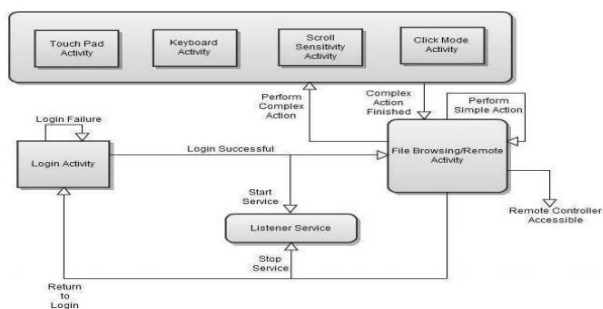 Touch Pad
Activity
Keyboard
Activity
Scroll
Sensitivity
Activity
Click Mode
Activity
Perform
Complex
Action
Complex
Action
Finished
Perform
Simple Action
Login Failure
Login Activity
Login Successful
File Browsing/Remote
Activity
Start
Service
Remote Controller
Accessible
Listener Service
Stop
Service
Return
to
Login